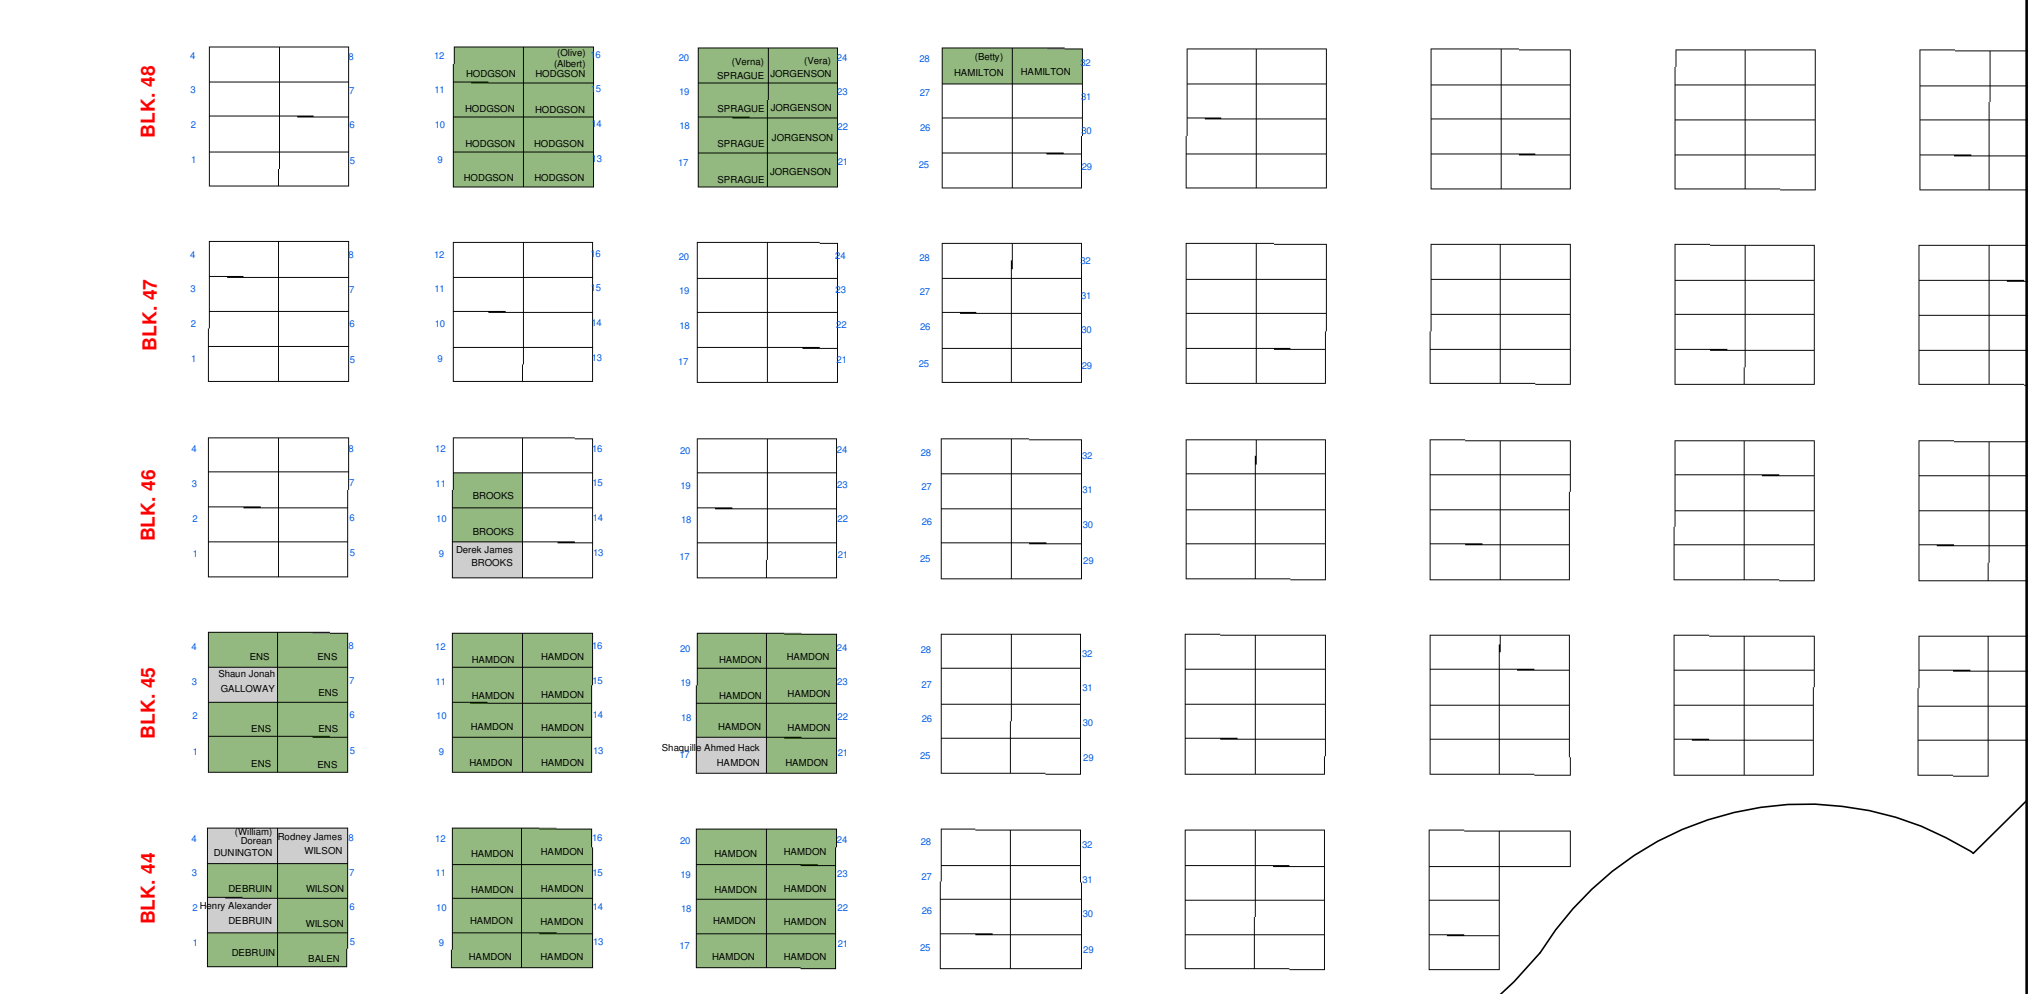 BLK. 48
4 8 12 (Olive) 16 20 24 28 (Betty) 32
(Albert) (Verna) (Vera)
HODGSON HODGSON SPRAGUE JORGENSON HAMILTON HAMILTON
3 7 11 15 19 23 27 31
HODGSON HODGSON SPRAGUE JORGENSON
2 6 10 14 18 22 26 30
HODGSON HODGSON SPRAGUE JORGENSON
1 5 9 13 17 21 25 29
HODGSON HODGSON SPRAGUE JORGENSON
BLK. 47
4 8 12 16 20 24 28 32
3 7 11 15 19 23 27 31
2 6 10 14 18 22 26 30
1 5 9 13 17 21 25 29
BLK. 46
4 8 12 16 20 24 28 32
3 7 11 15 19 23 27 31
BROOKS
2 6 10 14 18 22 26 30
BROOKS
1 5 9 Derek James 13 17 21 25 29
BROOKS
BLK. 45
4 8 12 16 20 24 28 32
ENS ENS HAMDON HAMDON HAMDON HAMDON
3 Shaun Jonah 7 11 15 19 23 27 31
GALLOWAY ENS HAMDON HAMDON HAMDON HAMDON
2 6 10 14 18 22 26 30
ENS ENS HAMDON HAMDON HAMDON HAMDON
1 5 9 13 17 Shaquille Ahmed Hack 21 25 29
ENS ENS HAMDON HAMDON HAMDON HAMDON
BLK. 44
4 (William) Rodney James 8 12 16 20 24 28 32
Dorean
DUNINGTON WILSON HAMDON HAMDON HAMDON HAMDON
3 7 11 15 19 23 27 31
DEBRUIN WILSON HAMDON HAMDON HAMDON HAMDON
2 Henry Alexander 6 10 14 18 22 26 30
DEBRUIN WILSON HAMDON HAMDON HAMDON HAMDON
1 5 9 13 17 21 25 29
DEBRUIN BALEN HAMDON HAMDON HAMDON HAMDON